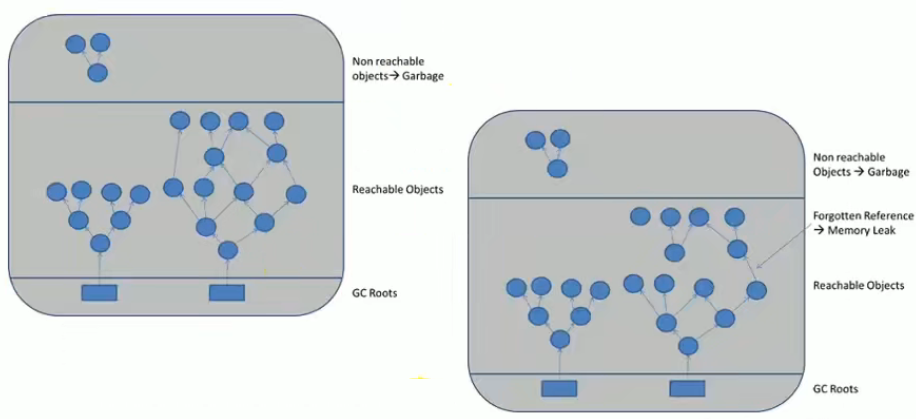 Non reachable
objects→ Garbage
Reachable Objects
GC Roots
Non reachable
Objects → Garbage
Forgotten Reference
→ Memory Leak
Reachable Objects
GC Roots